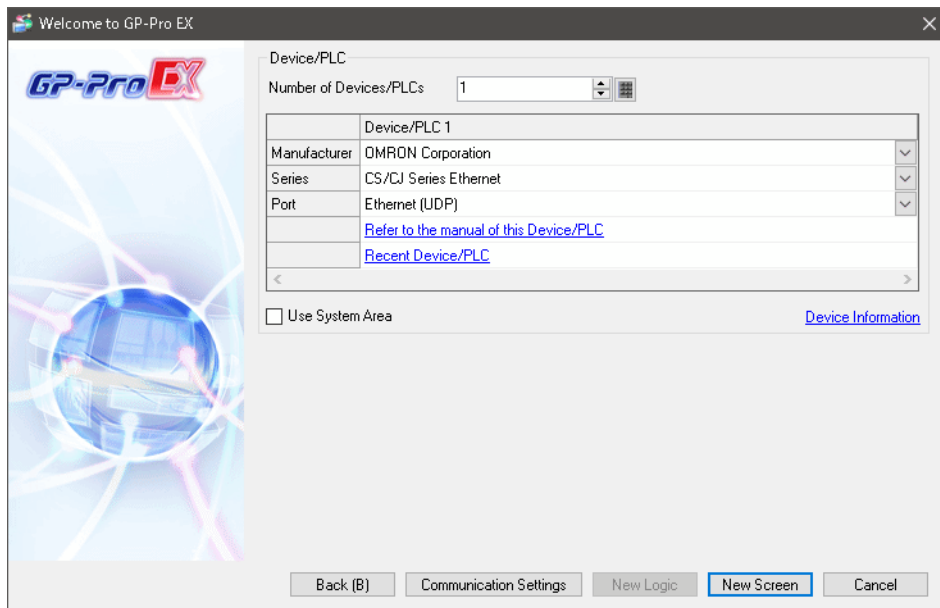 Welcome to GP-Pro EX
GP-Pro EX
Device/PLC
Number of Devices/PLCs 1
Device/PLC 1
Manufacturer OMRON Corporation
Series CS/CJ Series Ethernet
Port Ethernet (UDP)
Refer to the manual of this Device/PLC
Recent Device/PLC
Use System Area Device Information
Back (B) Communication Settings New Logic New Screen Cancel